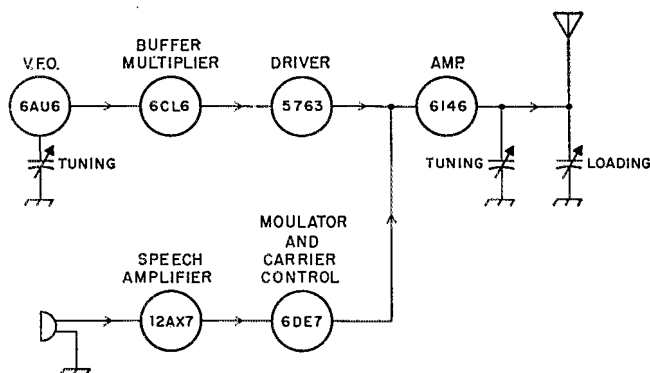 V.F.O.
6AU6
TUNING
BUFFER
MULTIPLIER
6CL6
DRIVER
5763
AMP.
6146
TUNING
LOADING
SPEECH
AMPLIFIER
12AX7
MOULATOR
AND
CARRIER
CONTROL
6DE7